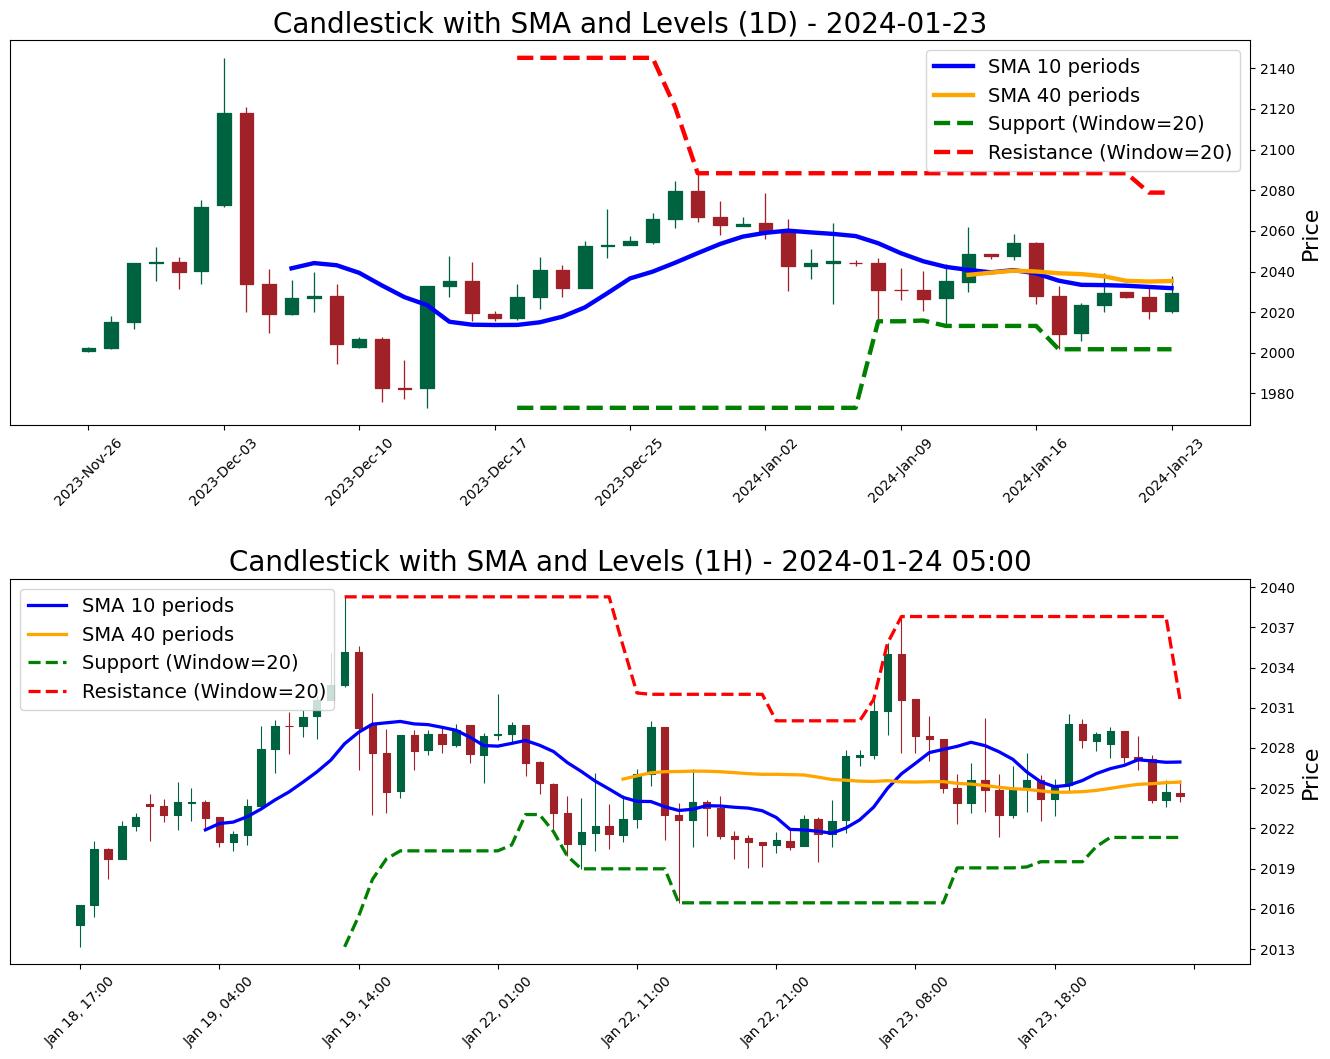 Candlestick with SMA and Levels (1D) - 2024-01-23
SMA 10 periods
SMA 40 periods
Support (Window=20)
Resistance (Window=20)
2140
2120
2100
2080
2060
2040
2020
2000
1980
Price
2023-Nov-26
2023-Dec-03
2023-Dec-10
2023-Dec-17
2023-Dec-25
2024-Jan-02
2024-Jan-09
2024-Jan-16
2024-Jan-23
Candlestick with SMA and Levels (1H) - 2024-01-24 05:00
SMA 10 periods
SMA 40 periods
Support (Window=20)
Resistance (Window=20)
2040
2037
2034
2031
2028
2025
2022
2019
2016
2013
Price
Jan 18, 17:00
Jan 19, 04:00
Jan 19, 14:00
Jan 22, 01:00
Jan 22, 11:00
Jan 22, 21:00
Jan 23, 08:00
Jan 23, 18:00